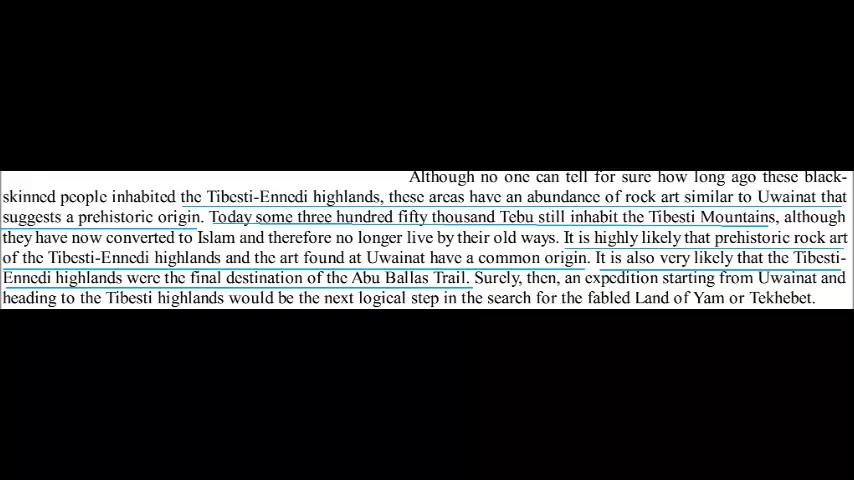 Although no one can tell for sure how long ago these black-
skinned people inhabited the Tibesti-Ennedi highlands, these areas have an abundance of rock art similar to Uwainat that
suggests a prehistoric origin. Today some three hundred fifty thousand Tebu still inhabit the Tibesti Mountains, although
they have now converted to Islam and therefore no longer live by their old ways. It is highly likely that prehistoric rock art
of the Tibesti-Ennedi highlands and the art found at Uwainat have a common origin. It is also very likely that the Tibesti-
Ennedi highlands were the final destination of the Abu Ballas Trail. Surely, then, an expedition starting from Uwainat and
heading to the Tibesti highlands would be the next logical step in the search for the fabled Land of Yam or Tekhebet.